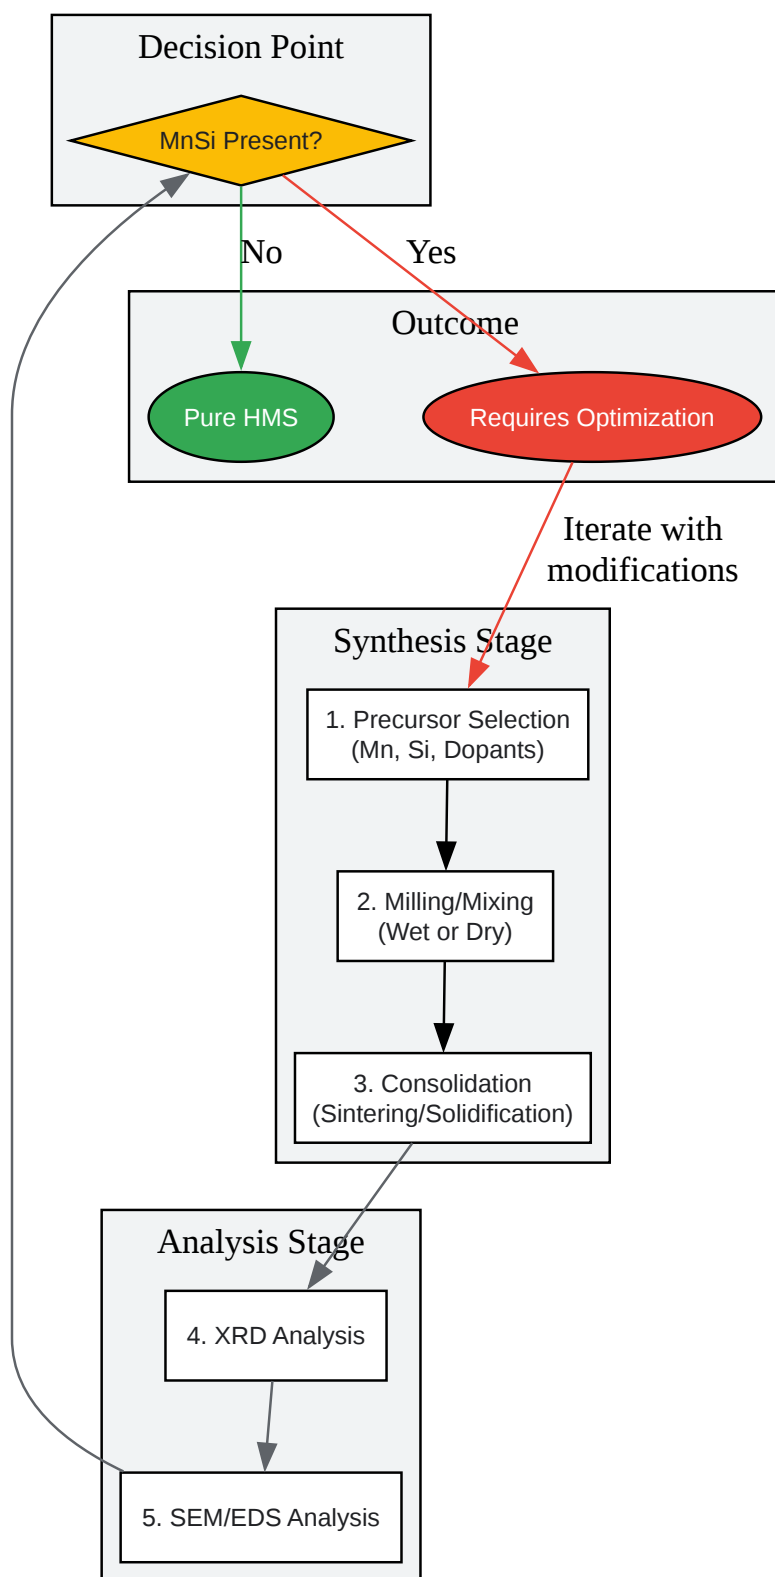 Decision Point
MnSi Present?
No
Yes
Outcome
Pure HMS
Requires Optimization
Iterate with
modifications
Synthesis Stage
1. Precursor Selection
(Mn, Si, Dopants)
2. Milling/Mixing
(Wet or Dry)
3. Consolidation
(Sintering/Solidification)
Analysis Stage
4. XRD Analysis
5. SEM/EDS Analysis